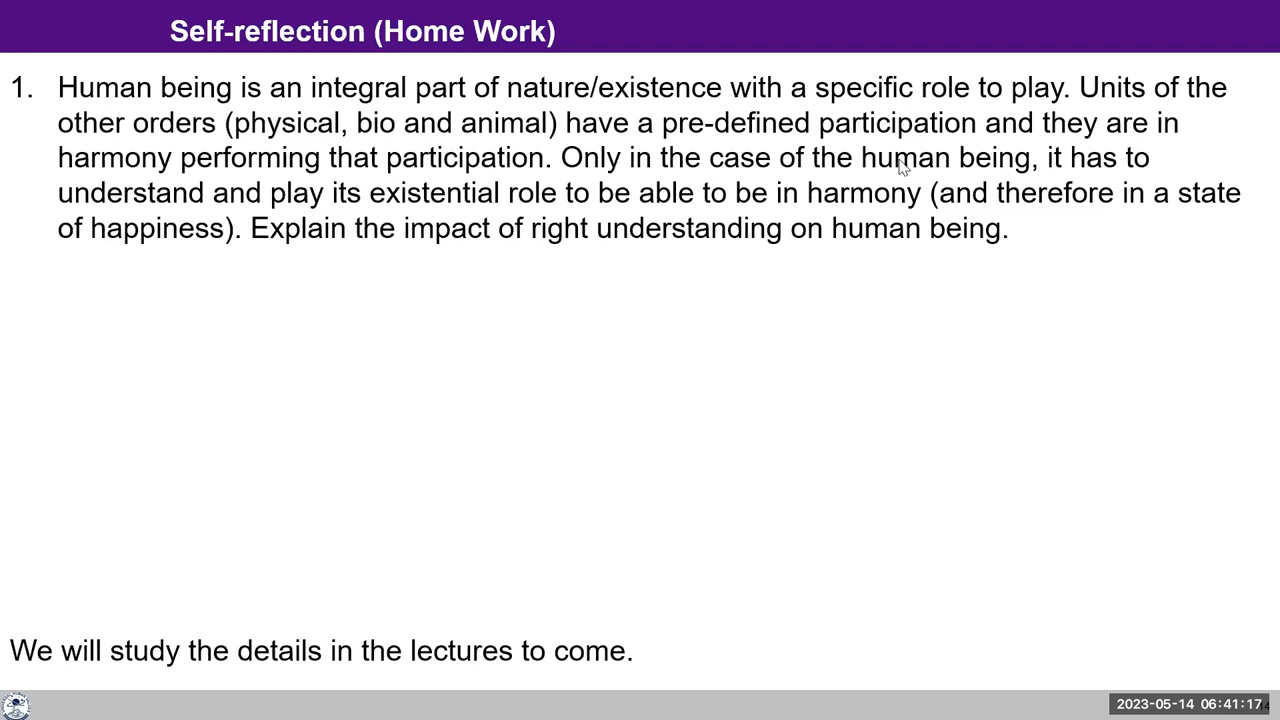 Self-reflection (Home Work)
1. Human being is an integral part of nature/existence with a specific role to play. Units of the
other orders (physical, bio and animal) have a pre-defined participation and they are in
harmony performing that participation. Only in the case of the human being, it has to
understand and play its existential role to be able to be in harmony (and therefore in a state
of happiness). Explain the impact of right understanding on human being.
We will study the details in the lectures to come.
2023-05-14 06:41:17